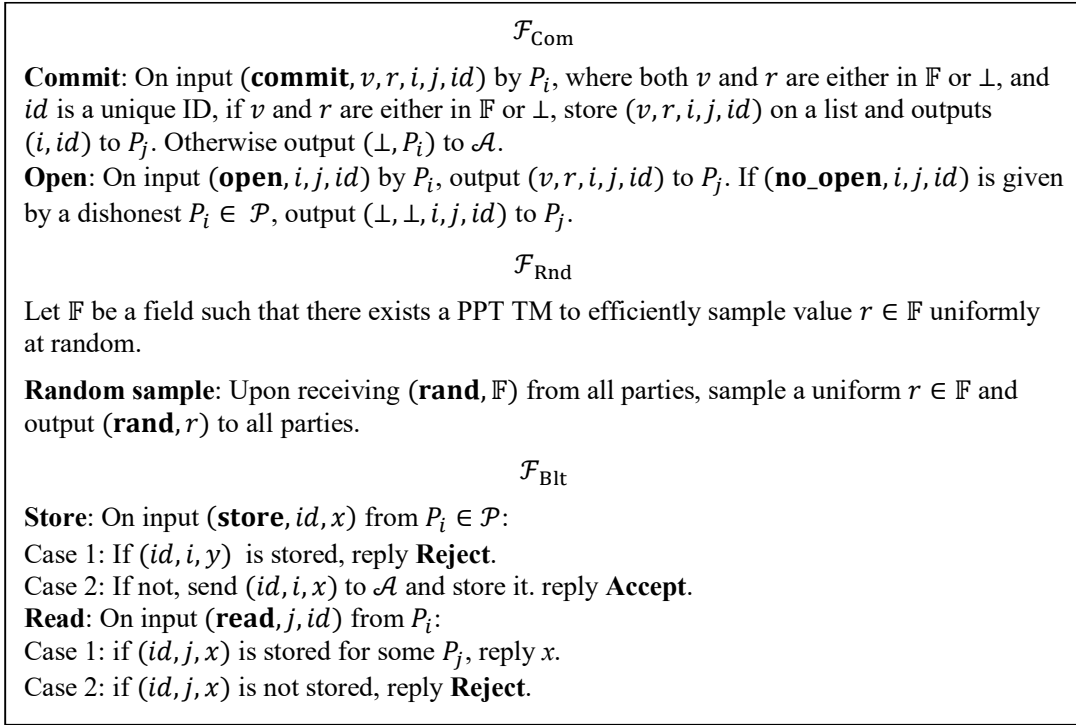 ℱ_Com
Commit: On input (commit, v, r, i, j, id) by P_i, where both v and r are either in 𝔽 or ⊥, and
id is a unique ID, if v and r are either in 𝔽 or ⊥, store (v, r, i, j, id) on a list and outputs
(i, id) to P_j. Otherwise output (⊥, P_i) to 𝒜.
Open: On input (open, i, j, id) by P_i, output (v, r, i, j, id) to P_j. If (no_open, i, j, id) is given
by a dishonest P_i ∈ 𝒫, output (⊥, ⊥, i, j, id) to P_j.
ℱ_Rnd
Let 𝔽 be a field such that there exists a PPT TM to efficiently sample value r ∈ 𝔽 uniformly
at random.
Random sample: Upon receiving (rand, 𝔽) from all parties, sample a uniform r ∈ 𝔽 and
output (rand, r) to all parties.
ℱ_Blt
Store: On input (store, id, x) from P_i ∈ 𝒫:
Case 1: If (id, i, y) is stored, reply Reject.
Case 2: If not, send (id, i, x) to 𝒜 and store it. reply Accept.
Read: On input (read, j, id) from P_i:
Case 1: if (id, j, x) is stored for some P_j, reply x.
Case 2: if (id, j, x) is not stored, reply Reject.